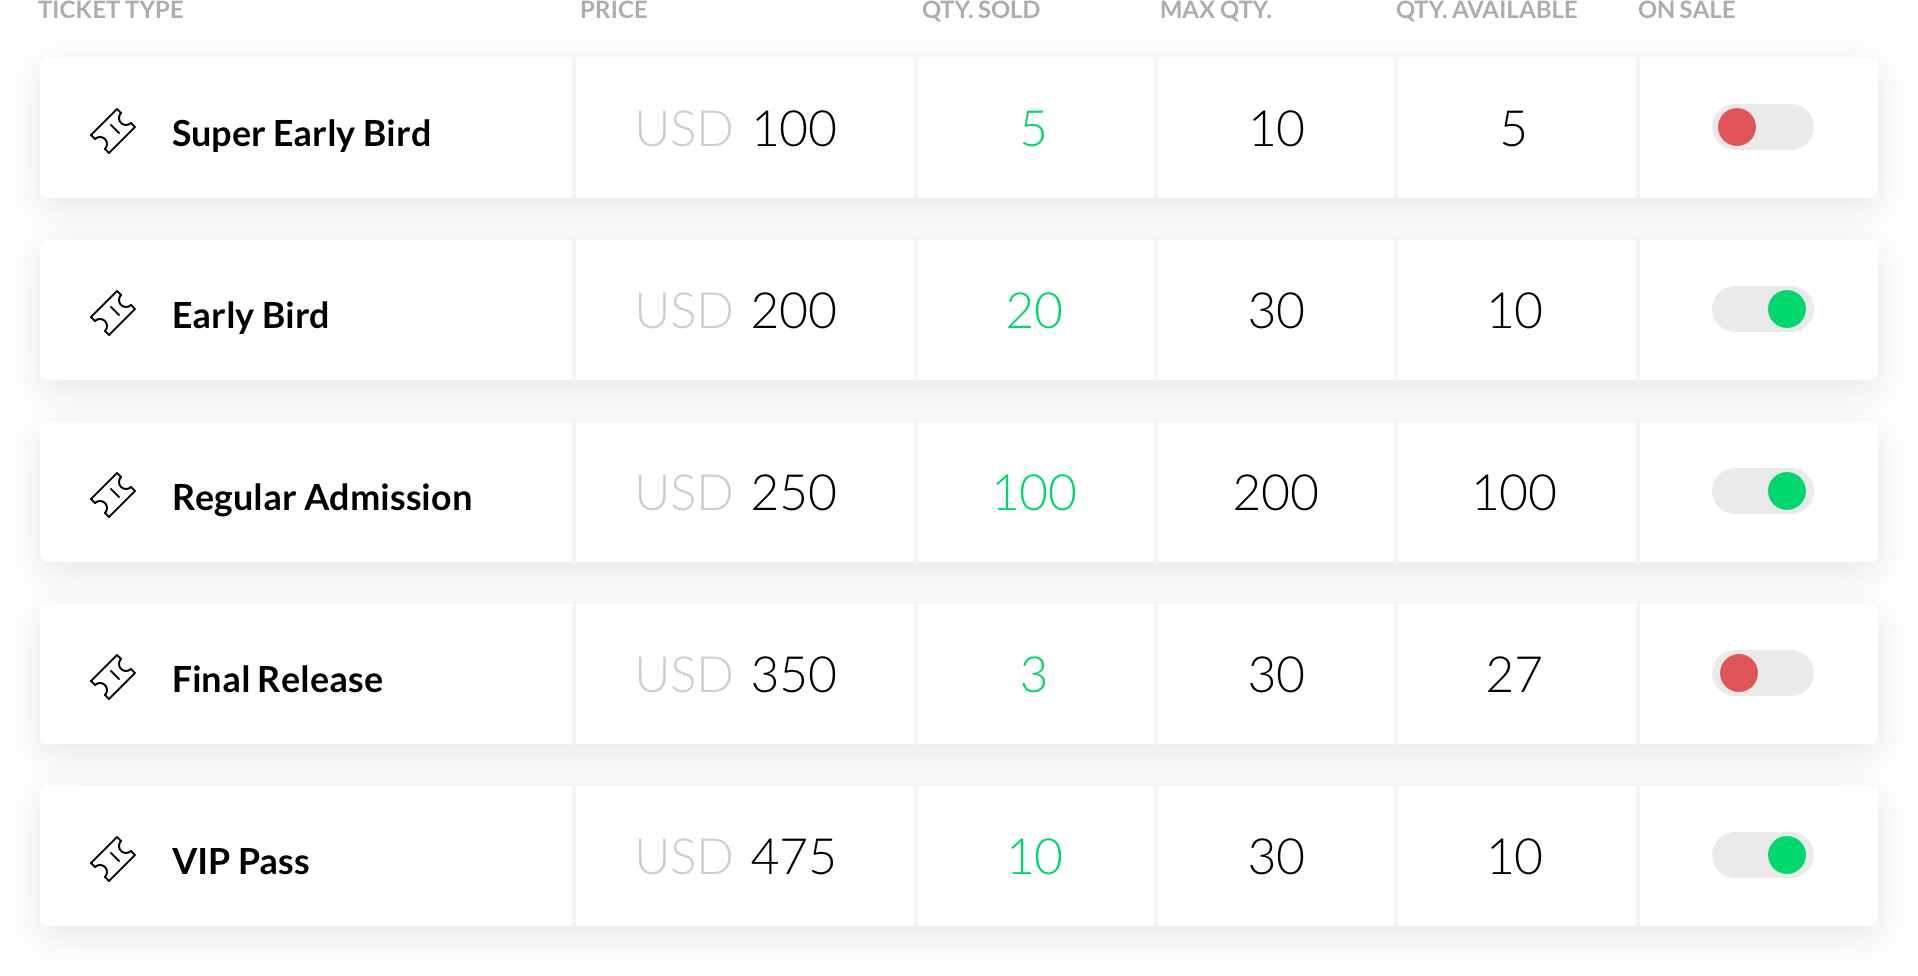 TICKET TYPE PRICE QTY. SOLD MAX QTY. QTY. AVAILABLE ON SALE
Super Early Bird USD 100 5 10 5
Early Bird USD 200 20 30 10
Regular Admission USD 250 100 200 100
Final Release USD 350 3 30 27
VIP Pass USD 475 10 30 10